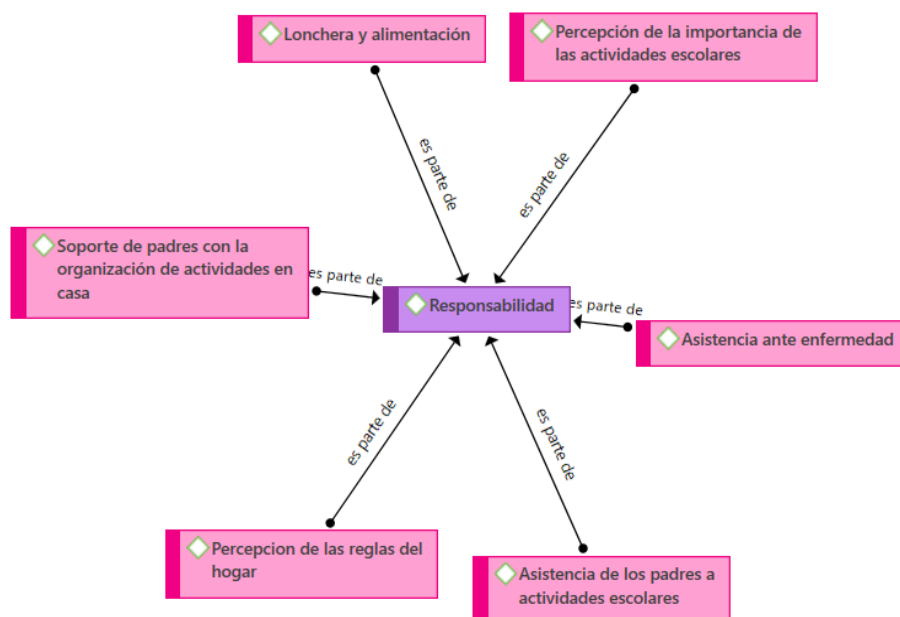 Lonchera y alimentación
Percepción de la importancia de
las actividades escolares
es parte de
es parte de
Soporte de padres con la
organización de actividades en
casa
es parte de
Responsabilidad
es parte de
Asistencia ante enfermedad
es parte de
es parte de
Percepcion de las reglas del
hogar
Asistencia de los padres a
actividades escolares